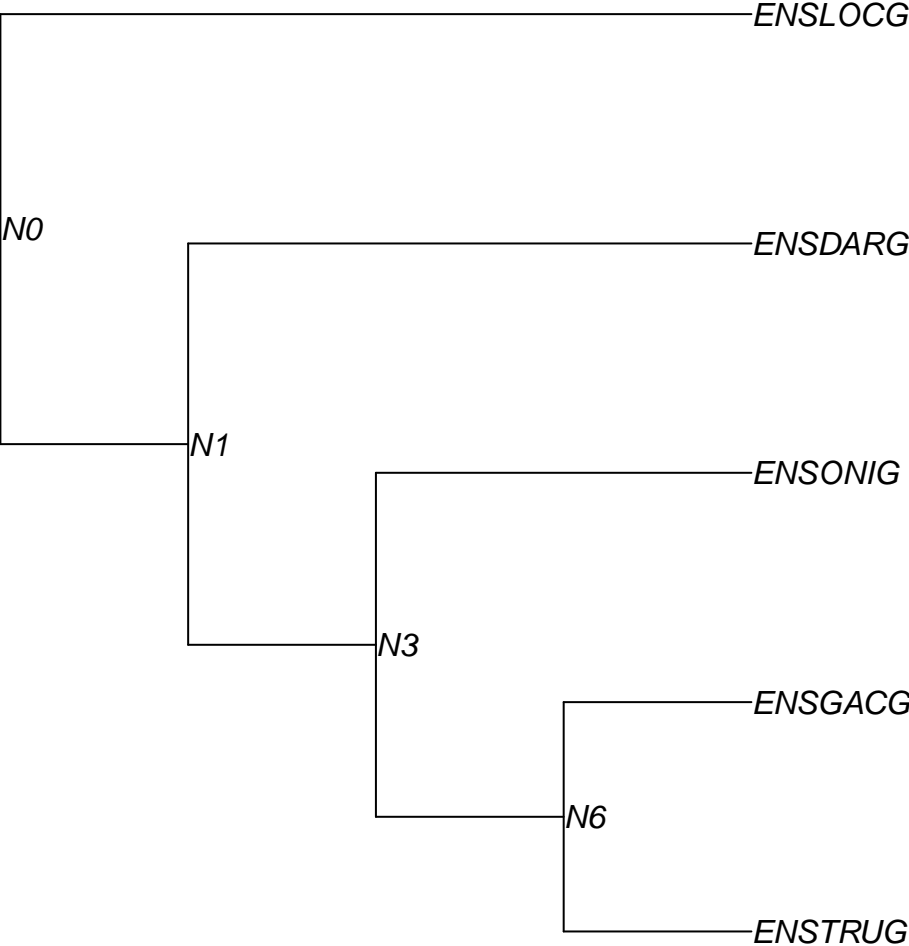 ENSLOCG
N0
ENSDARG
N1
ENSONIG
N3
ENSGACG
N6
ENSTRUG